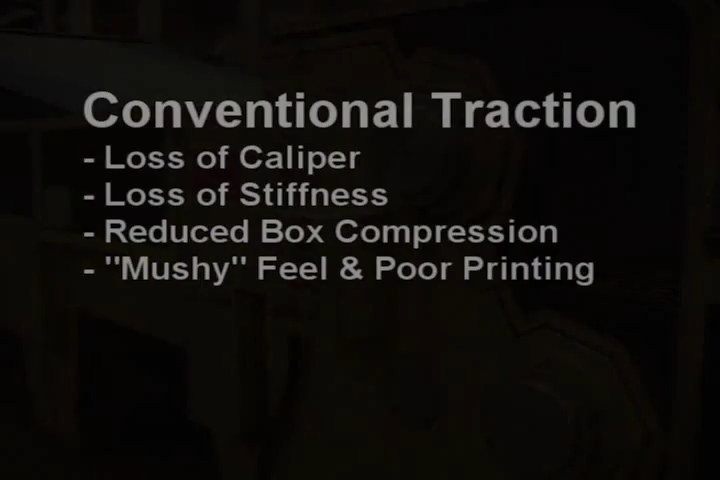 Conventional Traction
- Loss of Caliper
- Loss of Stiffness
- Reduced Box Compression
- "Mushy" Feel & Poor Printing